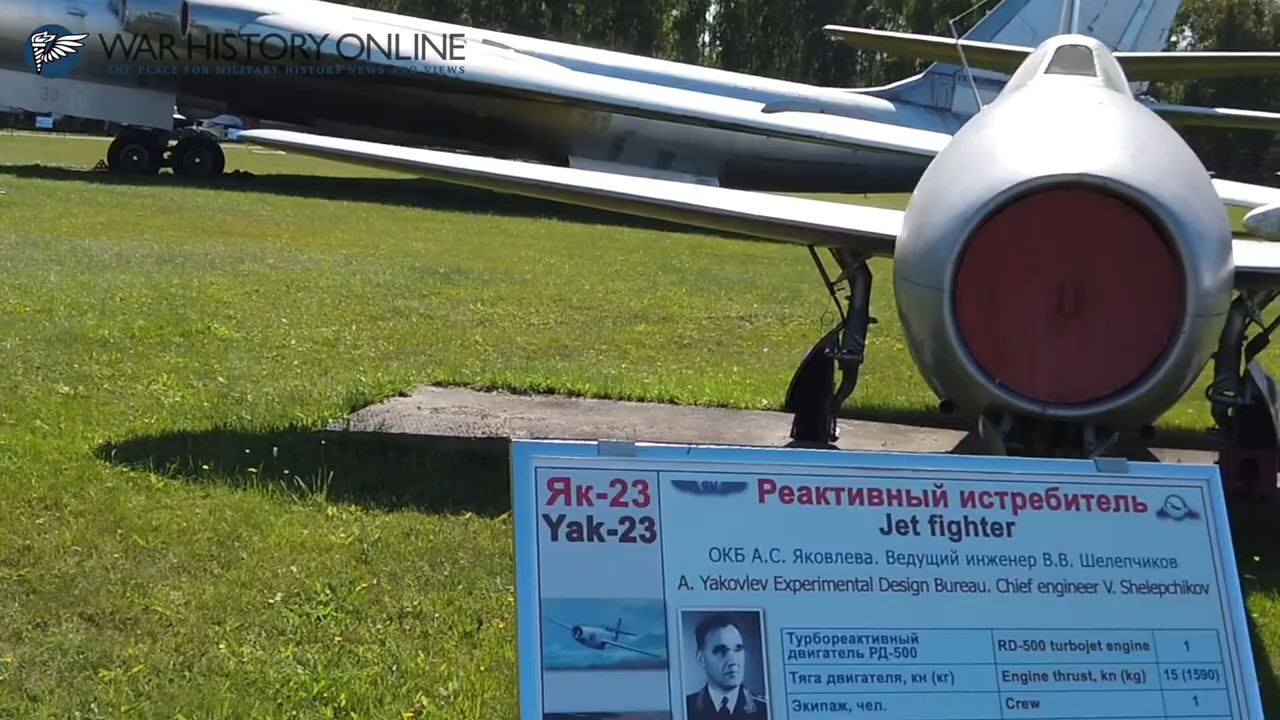 WAR HISTORY ONLINE
THE PLACE FOR MILITARY HISTORY NEWS AND VIEWS
30
Як-23
Yak-23
ЯК
Реактивный истребитель
Jet fighter
ОКБ А.С. Яковлева. Ведущий инженер В.В. Шелепчиков
A. Yakovlev Experimental Design Bureau. Chief engineer V. Shelepchikov
Турбореактивный двигатель РД-500 RD-500 turbojet engine 1
Тяга двигателя, кн (кг) Engine thrust, kn (kg) 15 (1590)
Экипаж, чел. Crew 1